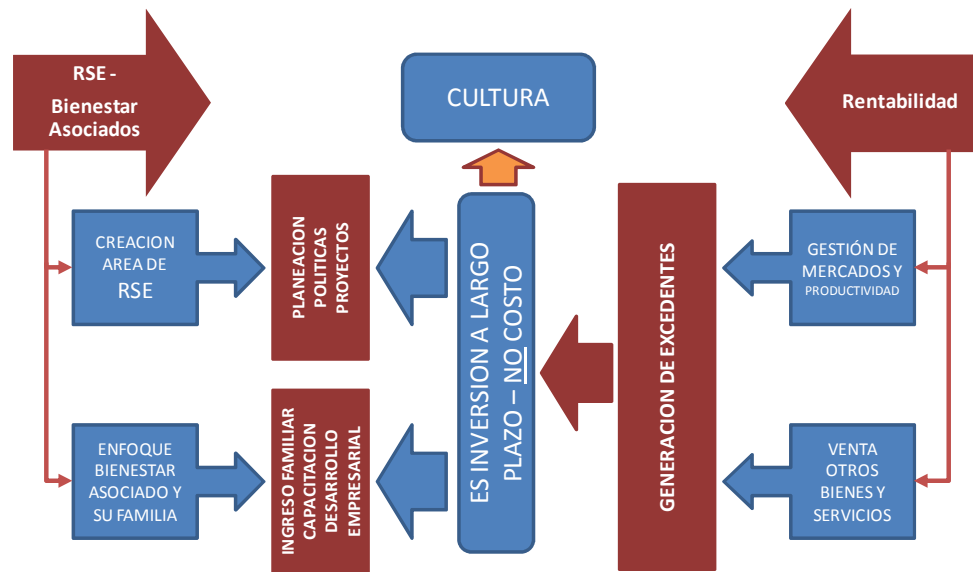 RSE -
Bienestar
Asociados
CULTURA
Rentabilidad
CREACION
AREA DE
RSE
PLANEACION
POLITICAS
PROYECTOS
ES INVERSION A LARGO
PLAZO – NO COSTO
GENERACION DE EXCEDENTES
GESTIÓN DE
MERCADOS Y
PRODUCTIVIDAD
ENFOQUE
BIENESTAR
ASOCIADO Y
SU FAMILIA
INGRESO FAMILIAR
CAPACITACION
DESARROLLO
EMPRESARIAL
VENTA
OTROS
BIENES Y
SERVICIOS